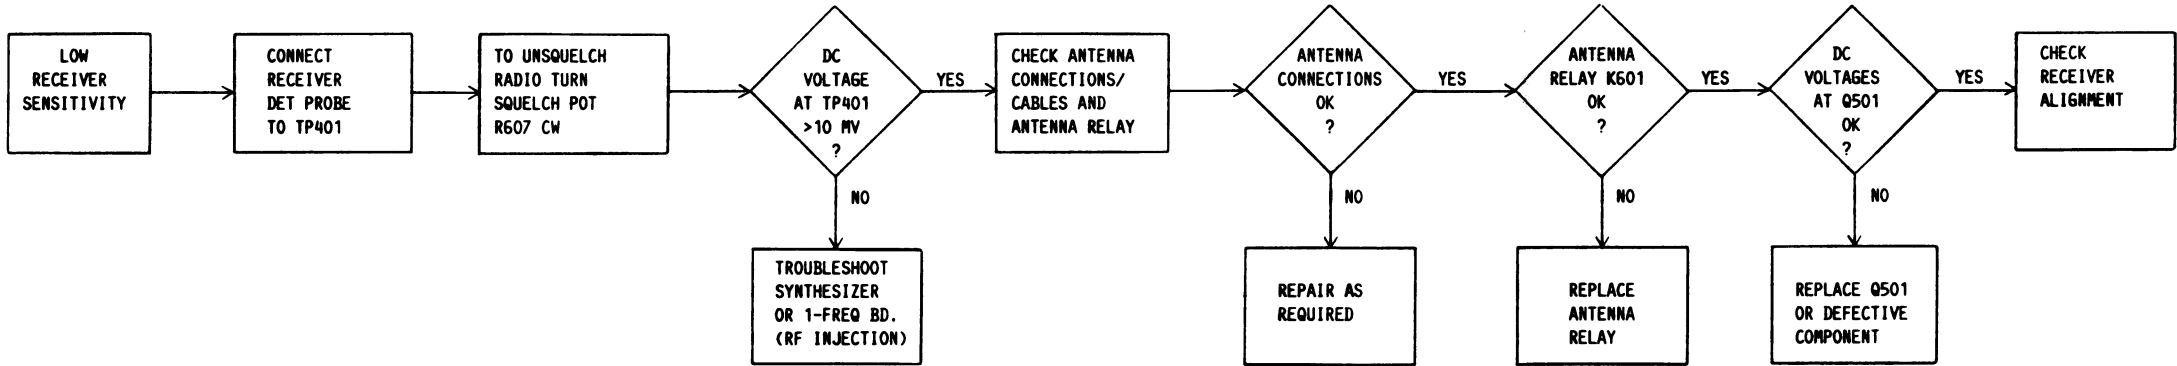 LOW
RECEIVER
SENSITIVITY
CONNECT
RECEIVER
DET PROBE
TO TP401
TO UNSQUELCH
RADIO TURN
SQUELCH POT
R607 CW
DC
VOLTAGE
AT TP401
>10 MV
?
YES
NO
TROUBLESHOOT
SYNTHESIZER
OR 1-FREQ BD.
(RF INJECTION)
CHECK ANTENNA
CONNECTIONS/
CABLES AND
ANTENNA RELAY
ANTENNA
CONNECTIONS
OK
?
YES
NO
REPAIR AS
REQUIRED
ANTENNA
RELAY K601
OK
?
YES
NO
REPLACE
ANTENNA
RELAY
DC
VOLTAGES
AT Q501
OK
?
YES
NO
REPLACE Q501
OR DEFECTIVE
COMPONENT
CHECK
RECEIVER
ALIGNMENT